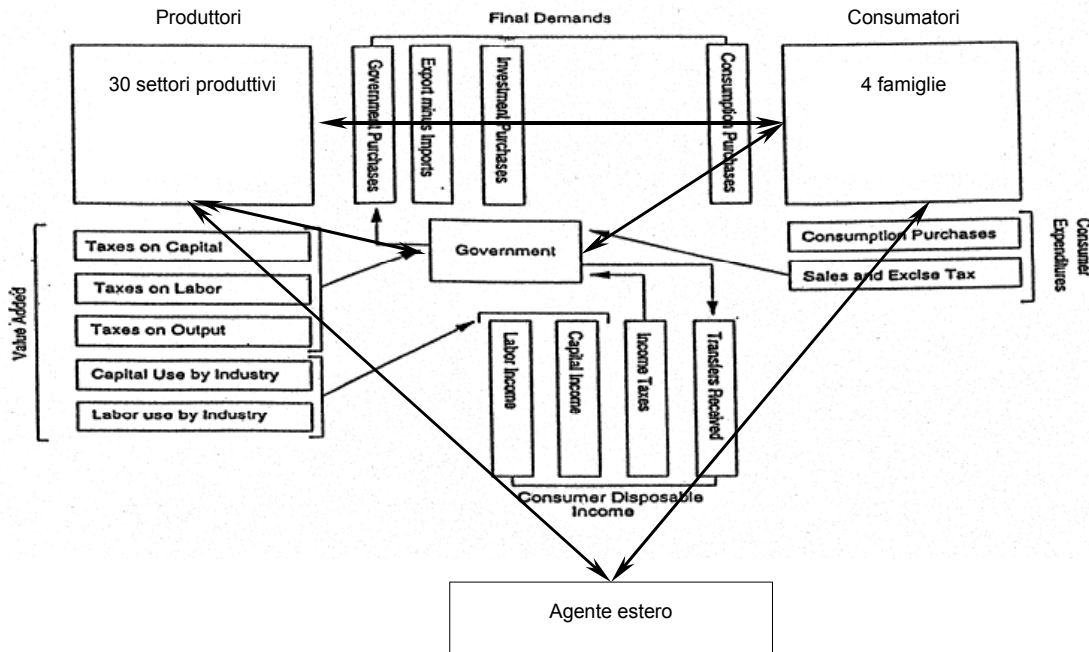 Produttori
Final Demands
Consumatori
30 settori produttivi
Government Purchases
Export minus Imports
Investment Purchases
Consumption Purchases
4 famiglie
Value Added
Taxes on Capital
Taxes on Labor
Taxes on Output
Capital Use by Industry
Labor use by Industry
Government
Consumption Purchases
Sales and Excise Tax
Consumer
Expenditures
Labor Income
Capital Income
Income Taxes
Transfers Received
Consumer Disposable
Income
Agente estero